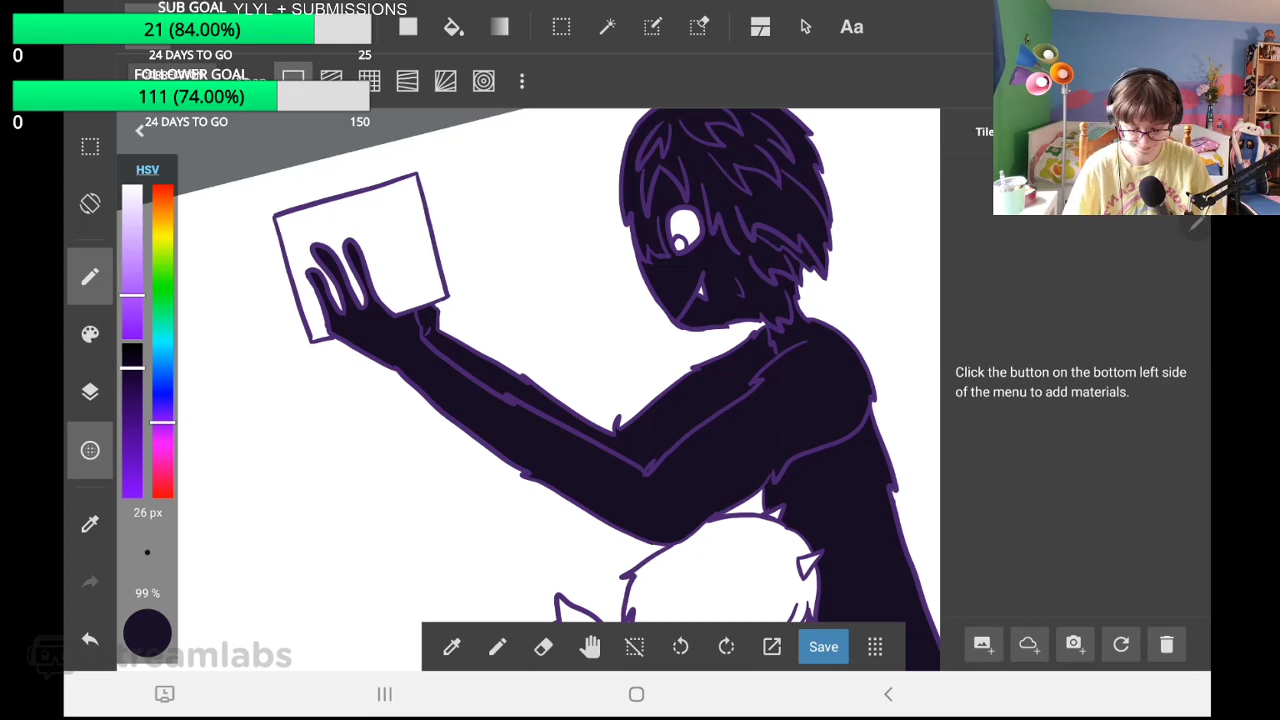 SUB GOAL
YLYL + SUBMISSIONS
21 (84.00%)
0
24 DAYS TO GO
25
FOLLOWER GOAL
111 (74.00%)
0
24 DAYS TO GO
150
Aa
Tile
HSV
26 px
99 %
Click the button on the bottom left side
of the menu to add materials.
Save
streamlabs